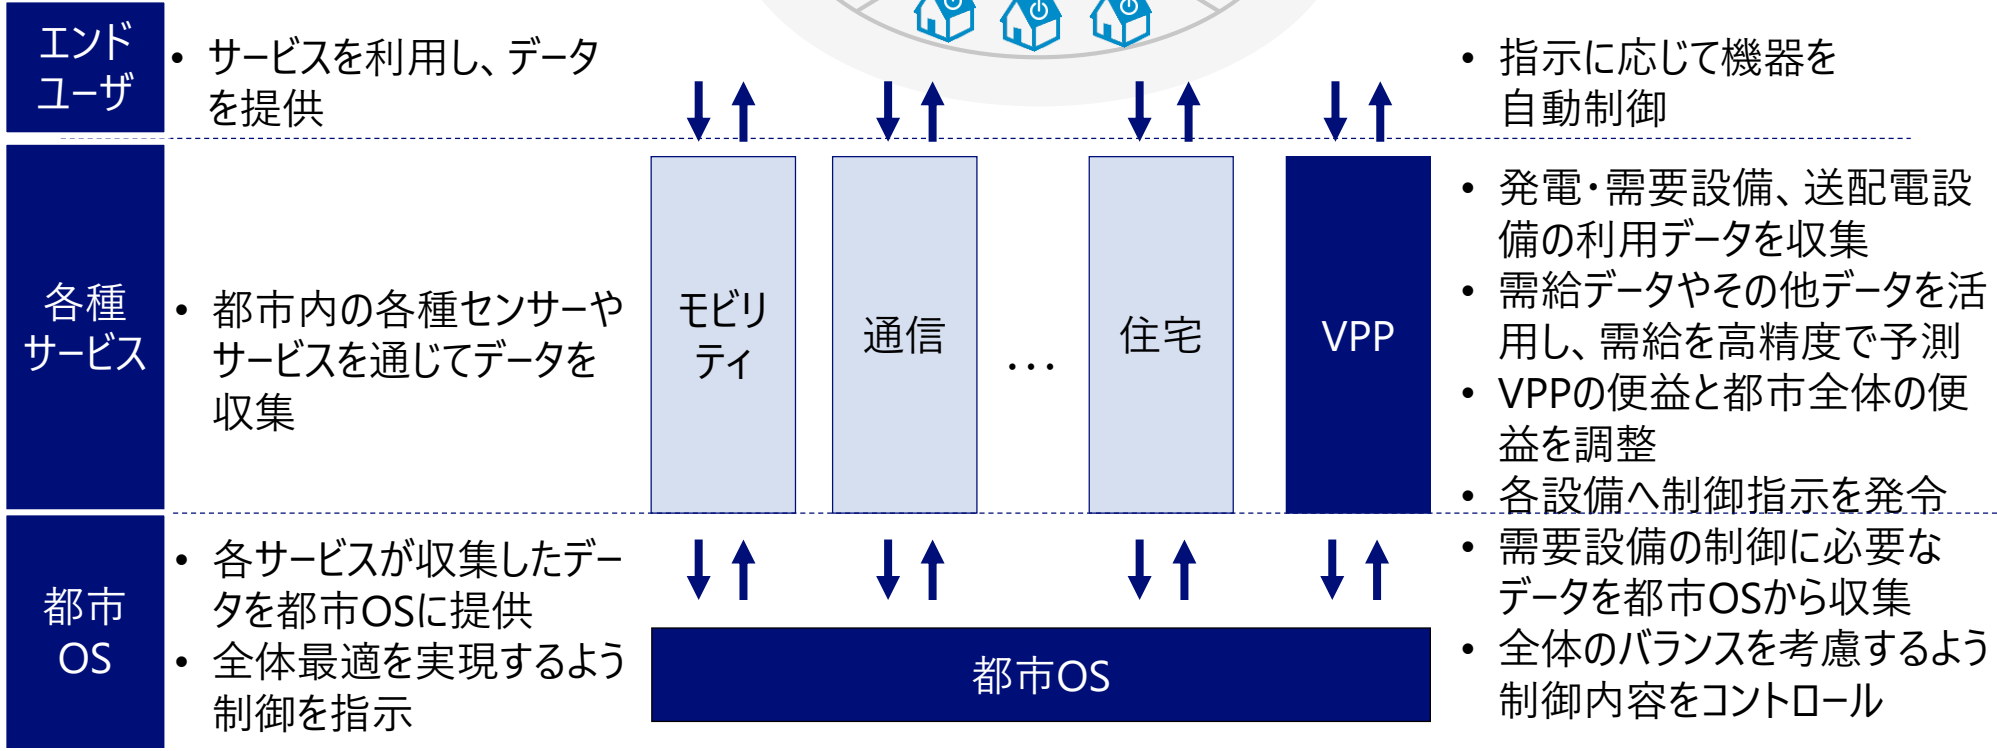 エンド
ユーザ
• サービスを利用し、データ
を提供
• 指示に応じて機器を
自動制御
各種
サービス
• 都市内の各種センサーや
サービスを通じてデータを
収集
モビリ
ティ
通信
…
住宅
VPP
• 発電・需要設備、送配電設
備の利用データを収集
• 需給データやその他データを活
用し、需給を高精度で予測
• VPPの便益と都市全体の便
益を調整
• 各設備へ制御指示を発令
都市
OS
• 各サービスが収集したデー
タを都市OSに提供
• 全体最適を実現するよう
制御を指示
都市OS
• 需要設備の制御に必要な
データを都市OSから収集
• 全体のバランスを考慮するよう
制御内容をコントロール